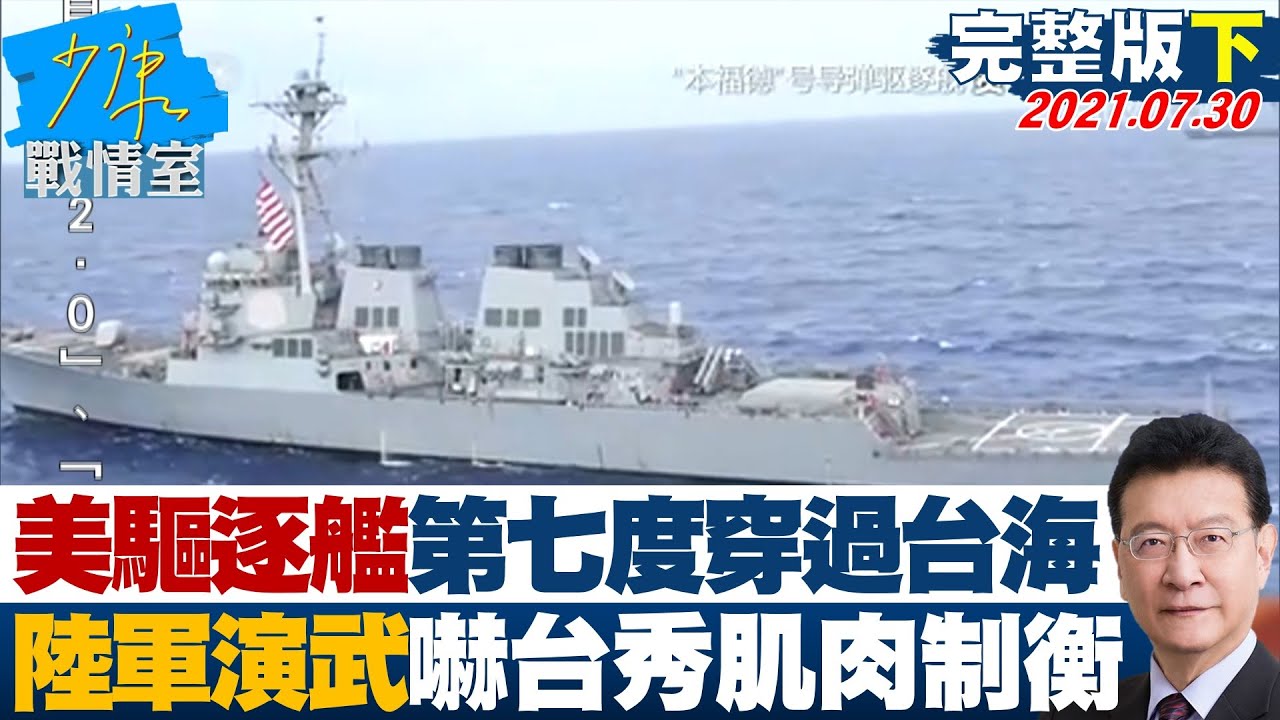 少康
戰情室
完整版下
2021.07.30
"本福德"号导弹驱逐舰
2.0」、「
美驅逐艦第七度穿過台海
陸軍演武嚇台秀肌肉制衡